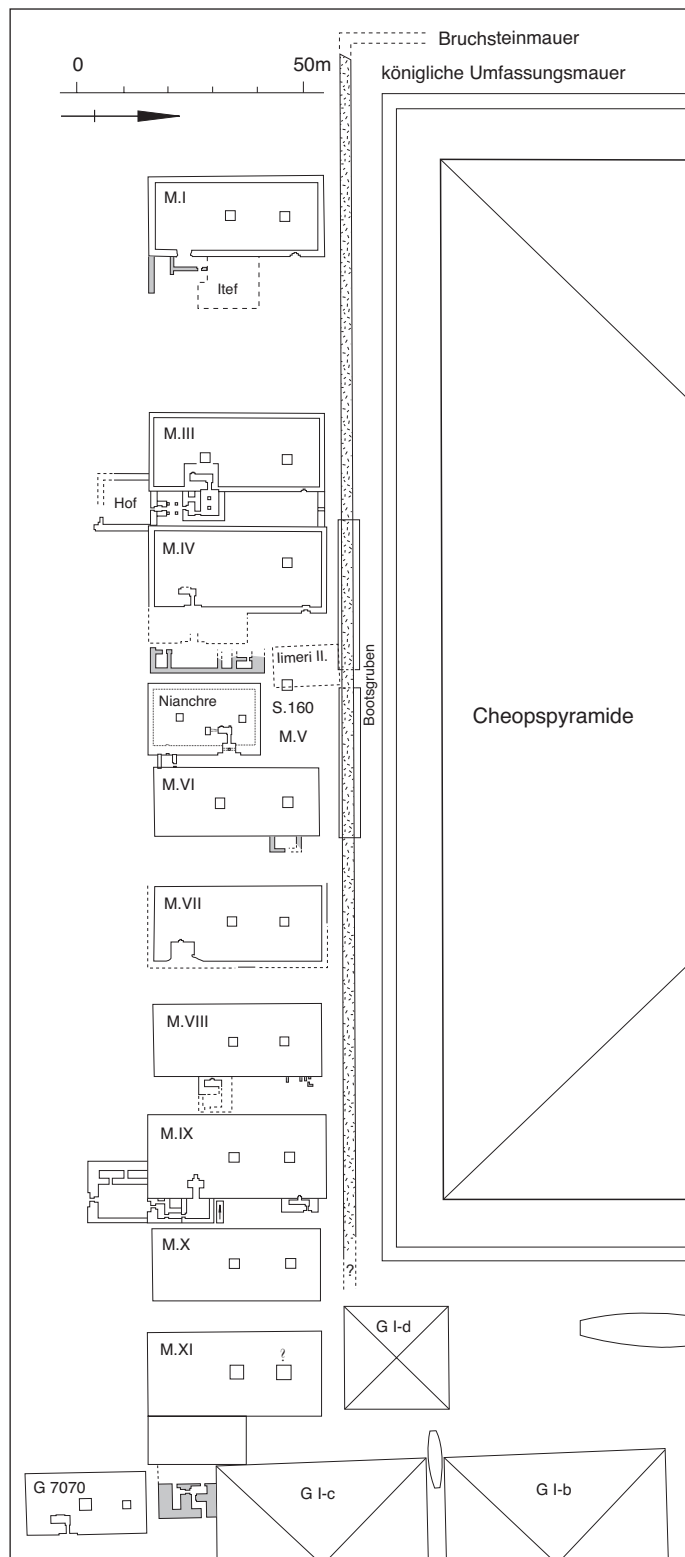 Bruchsteinmauer
0
50m
königliche Umfassungsmauer
M.I
Itef
M.III
Hof
M.IV
Iimeri II.
Bootsgruben
Nianchre
S.160
Cheopspyramide
M.V
M.VI
M.VII
M.VIII
M.IX
M.X
?
G I-d
M.XI
?
G 7070
G I-c
G I-b